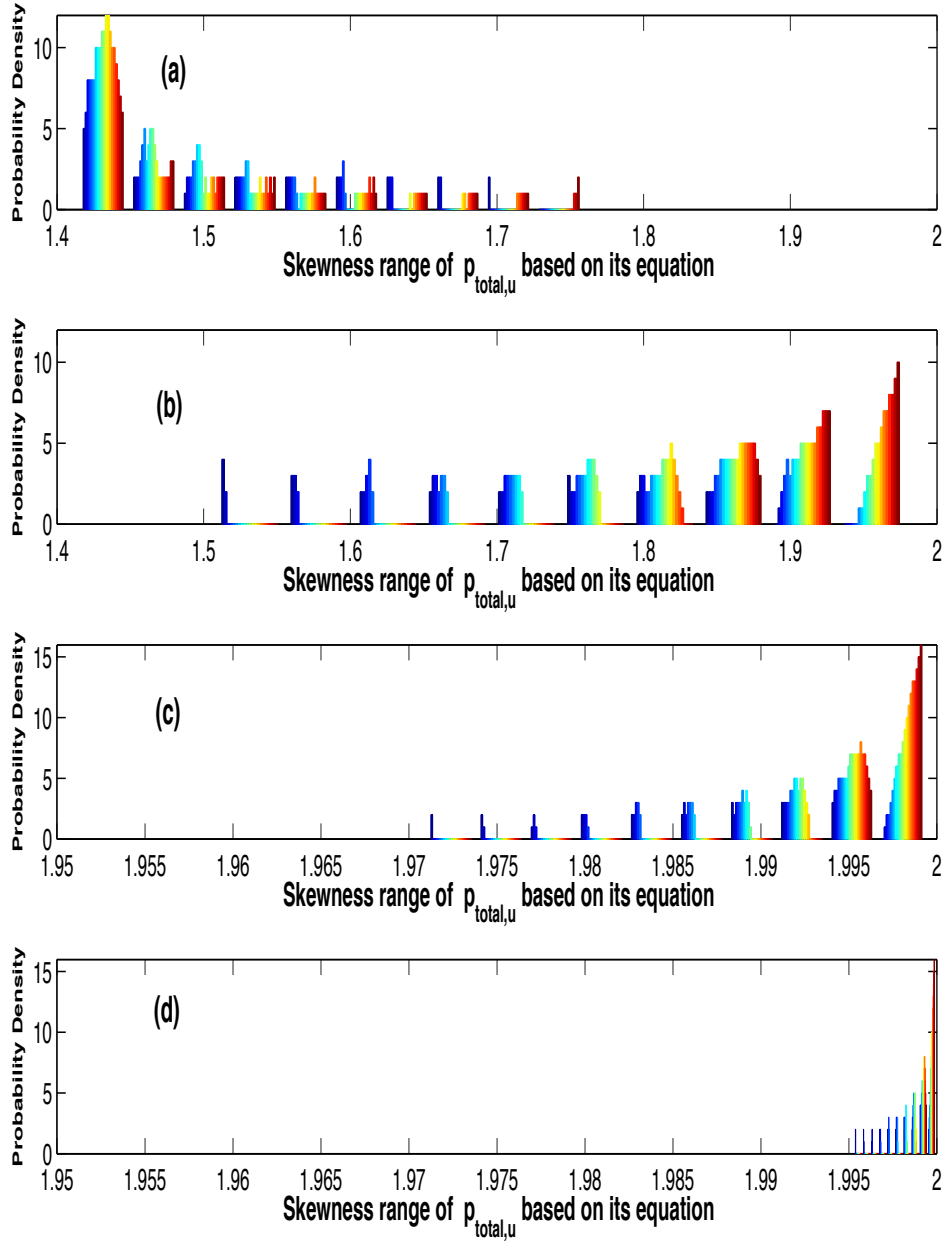 Probability Density
10
5
0
(a)
1.4 1.5 1.6 1.7 1.8 1.9 2
Skewness range of p_total,u based on its equation
Probability Density
10
5
0
(b)
1.4 1.5 1.6 1.7 1.8 1.9 2
Skewness range of p_total,u based on its equation
Probability Density
15
10
5
0
(c)
1.95 1.955 1.96 1.965 1.97 1.975 1.98 1.985 1.99 1.995 2
Skewness range of p_total,u based on its equation
Probability Density
15
10
5
0
(d)
1.95 1.955 1.96 1.965 1.97 1.975 1.98 1.985 1.99 1.995 2
Skewness range of p_total,u based on its equation